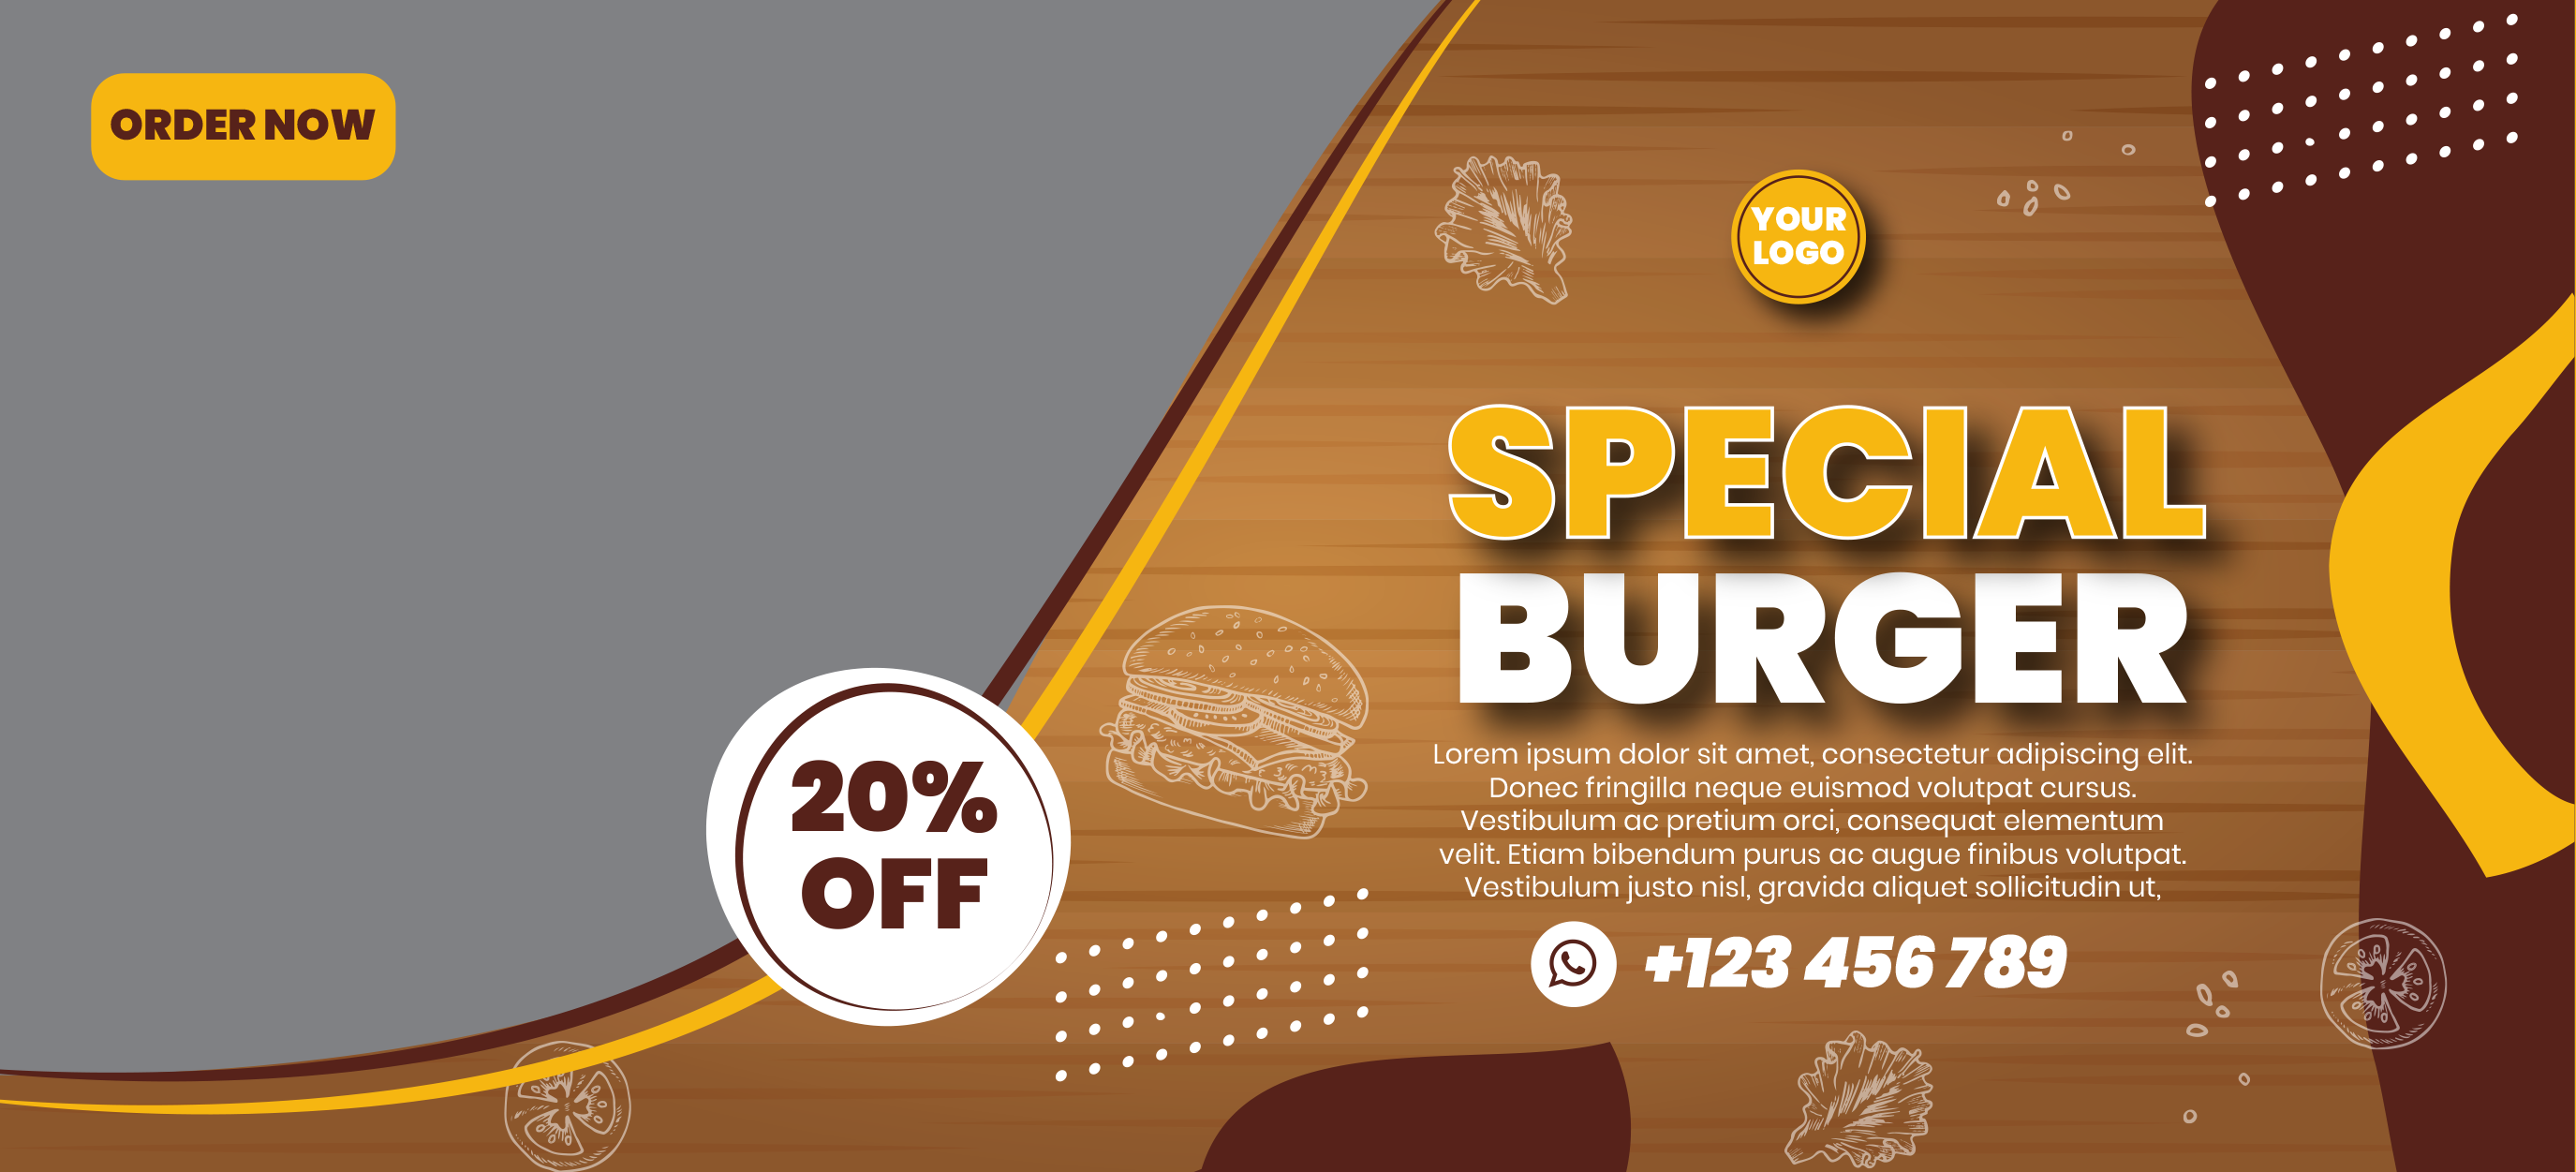 ORDER NOW
YOUR
LOGO
SPECIAL
BURGER
20%
OFF
Lorem ipsum dolor sit amet, consectetur adipiscing elit.
Donec fringilla neque euismod volutpat cursus.
Vestibulum ac pretium orci, consequat elementum
velit. Etiam bibendum purus ac augue finibus volutpat.
Vestibulum justo nisl, gravida aliquet sollicitudin ut,
+123 456 789